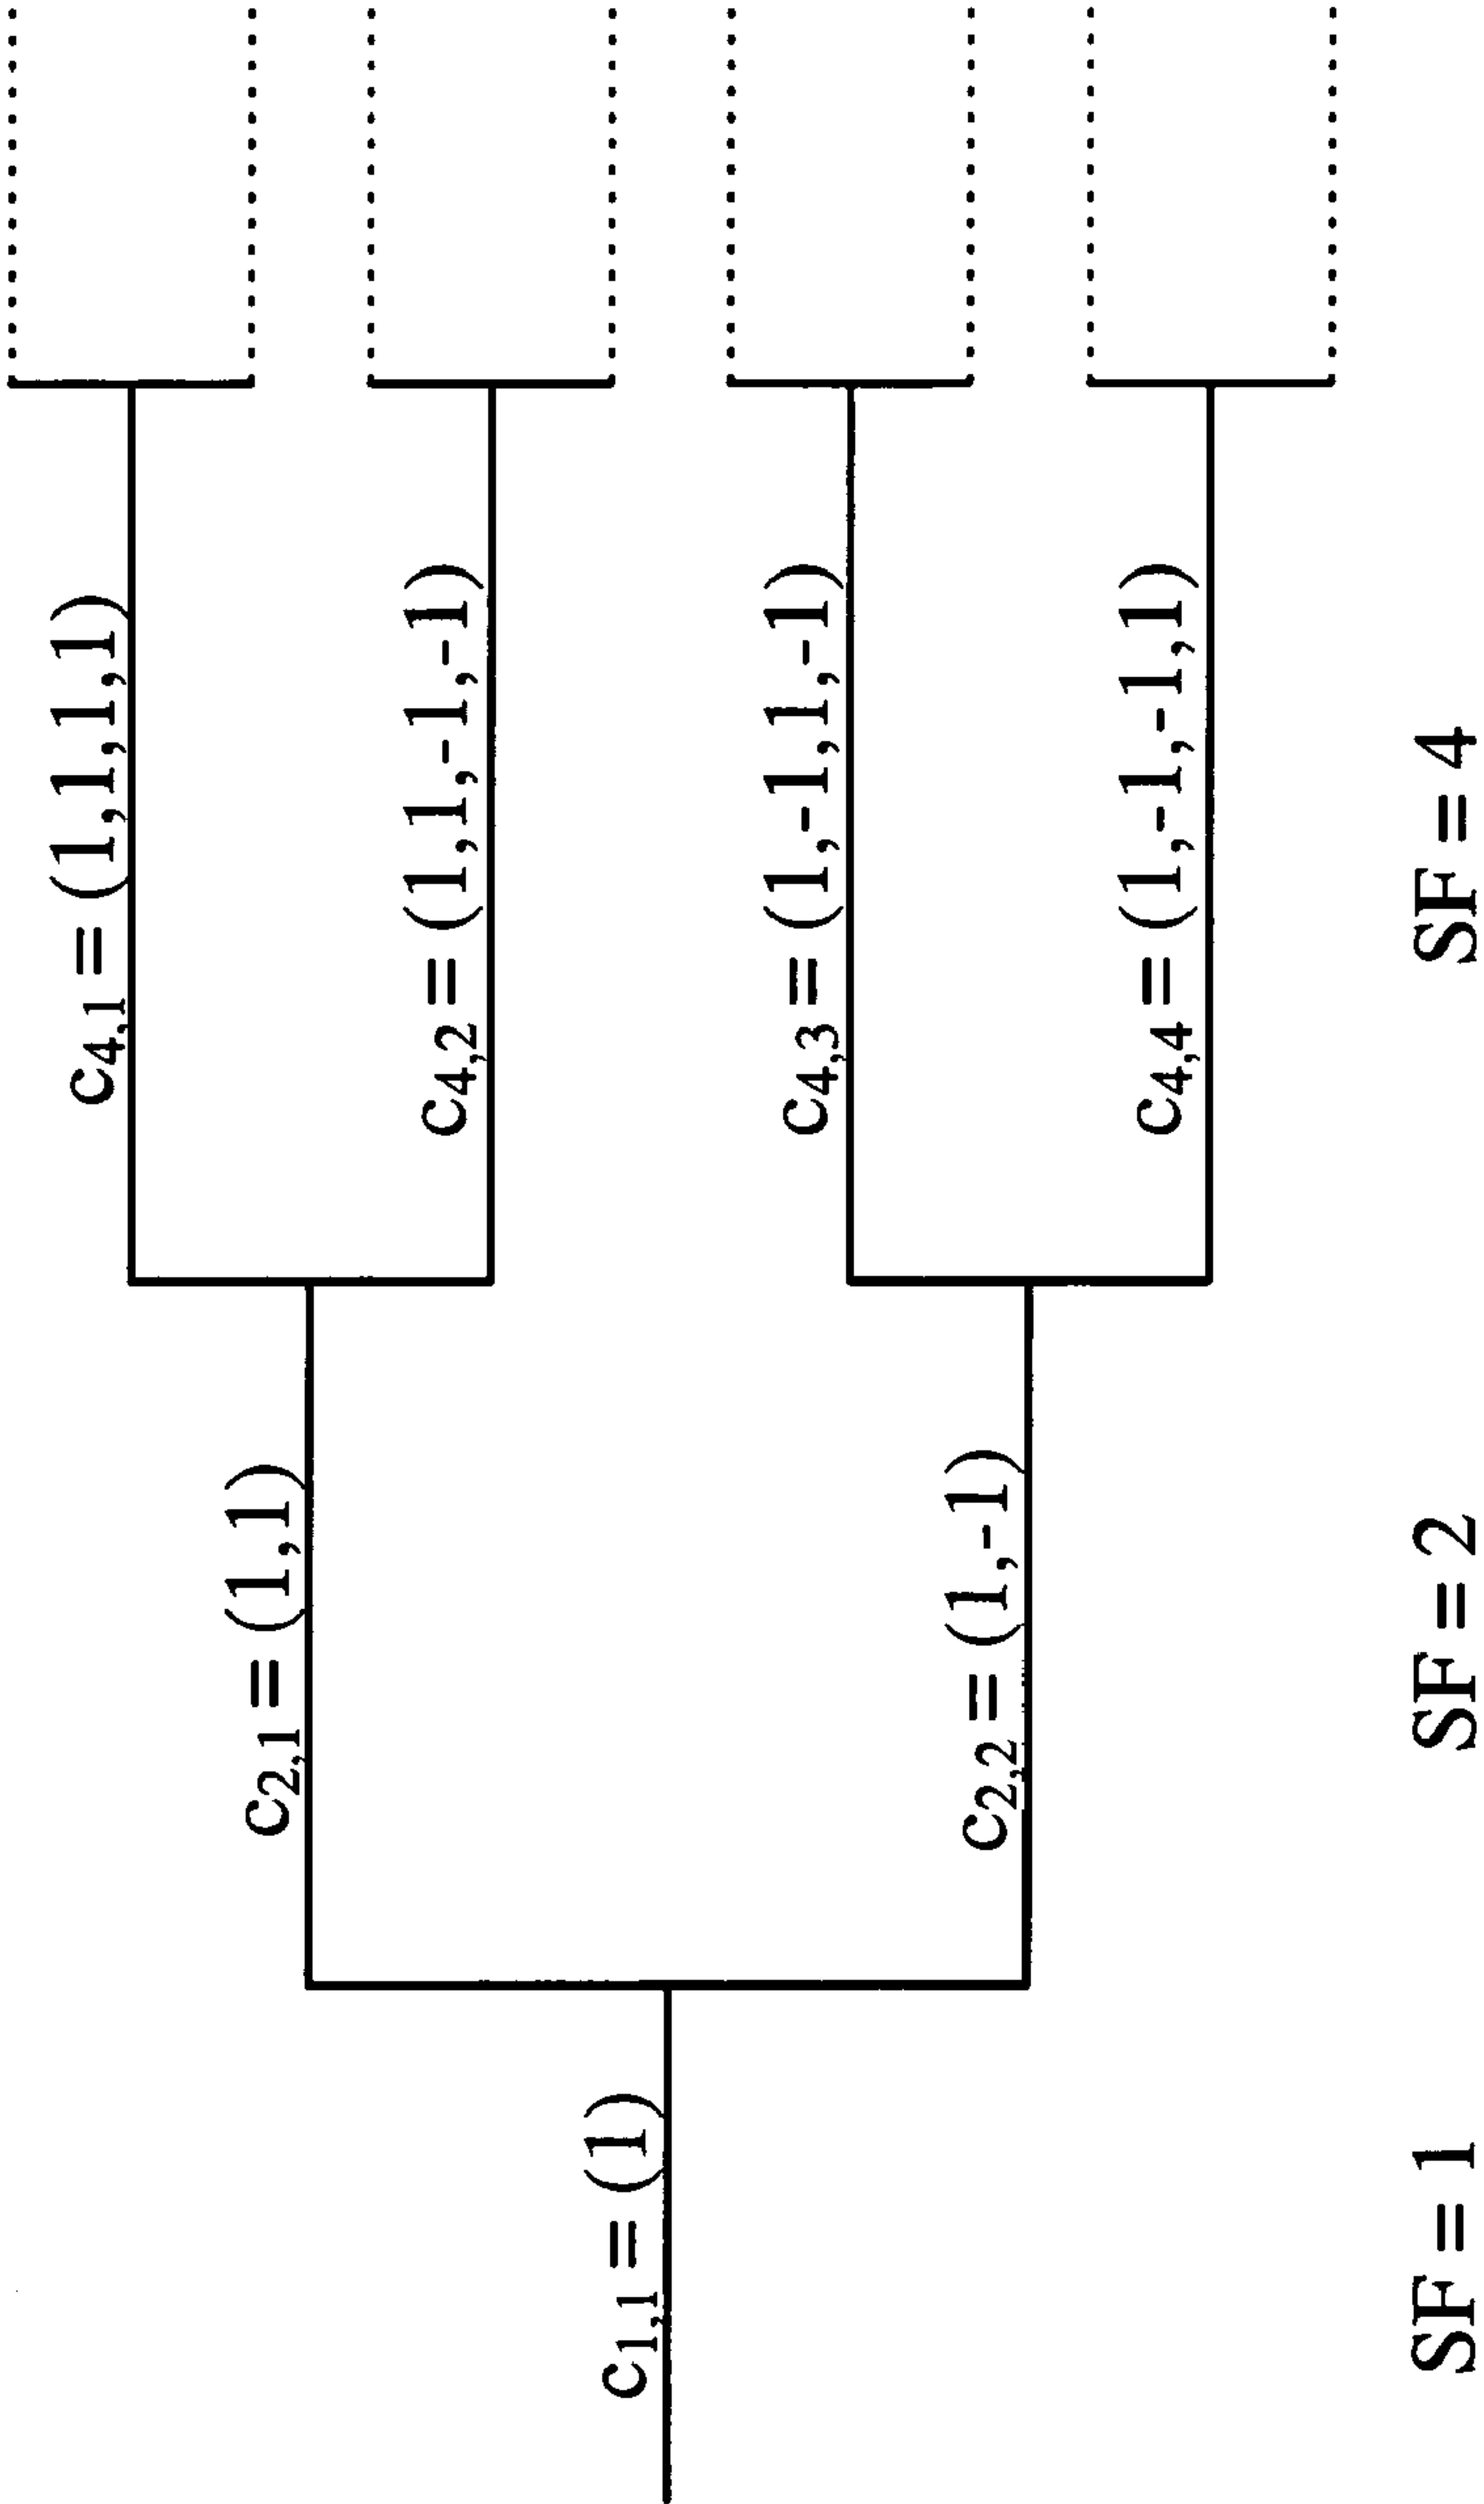 c4,1 = (1,1,1,1)
c2,1 = (1,1)
c4,2 = (1,1,-1,-1)
c1,1 = (1)
c4,3 = (1,-1,1,-1)
c2,2 = (1,-1)
c4,4 = (1,-1,-1,1)
SF = 1
SF = 2
SF = 4